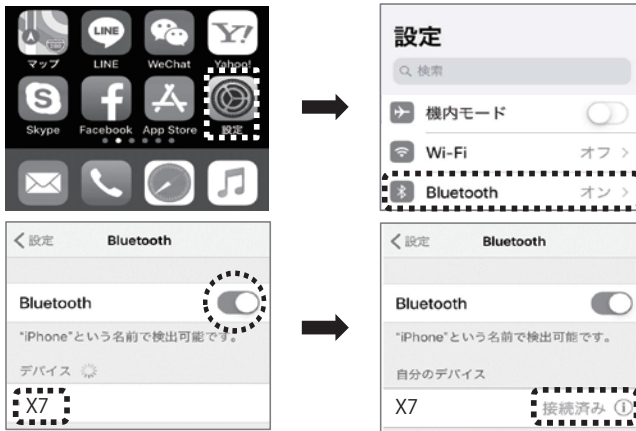 マップ LINE WeChat Yahoo!
LINE Y!
Skype Facebook App Store 設定
S f
設定
検索
機内モード
Wi-Fi オフ
Bluetooth オン
設定 Bluetooth
Bluetooth
"iPhone"という名前で検出可能です。
デバイス
X7
設定 Bluetooth
Bluetooth
"iPhone"という名前で検出可能です。
自分のデバイス
X7 接続済み